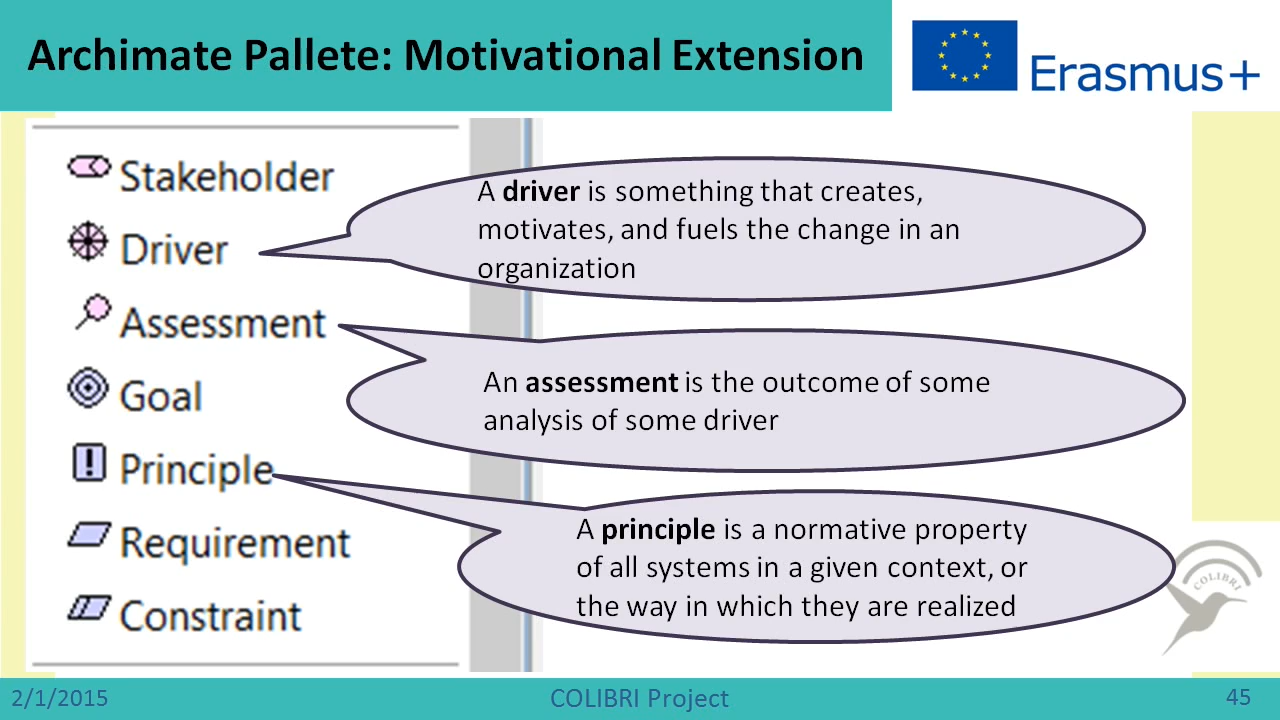 Archimate Pallete: Motivational Extension
Erasmus+
Stakeholder
Driver
Assessment
Goal
Principle
Requirement
Constraint
A driver is something that creates,
motivates, and fuels the change in an
organization
An assessment is the outcome of some
analysis of some driver
A principle is a normative property
of all systems in a given context, or
the way in which they are realized
COLIBRI
2/1/2015
COLIBRI Project
45